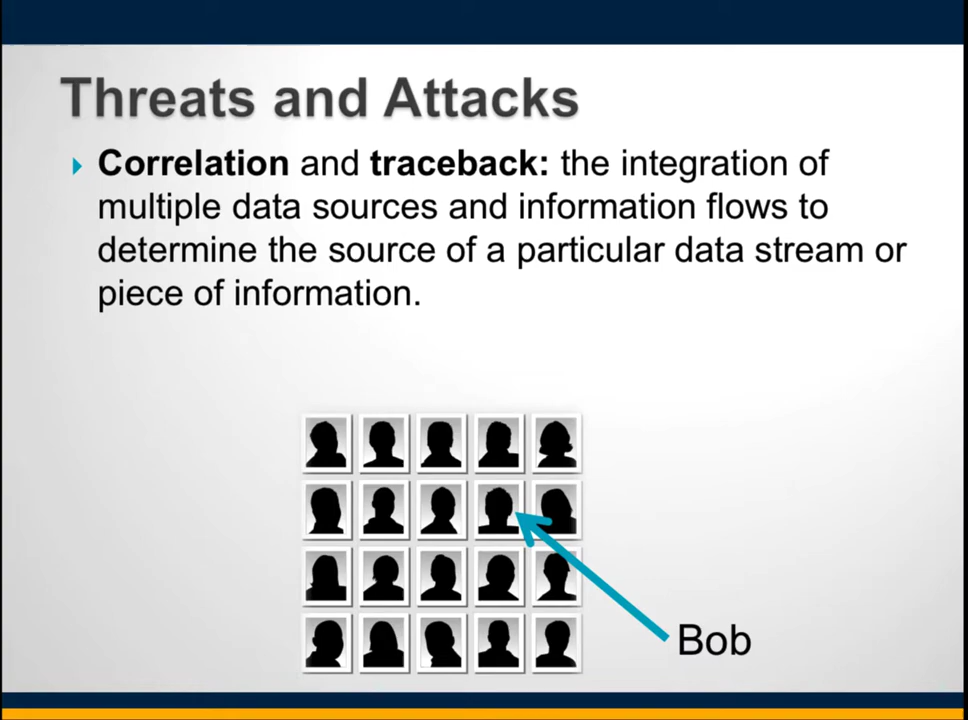 Threats and Attacks
Correlation and traceback: the integration of
multiple data sources and information flows to
determine the source of a particular data stream or
piece of information.
Bob